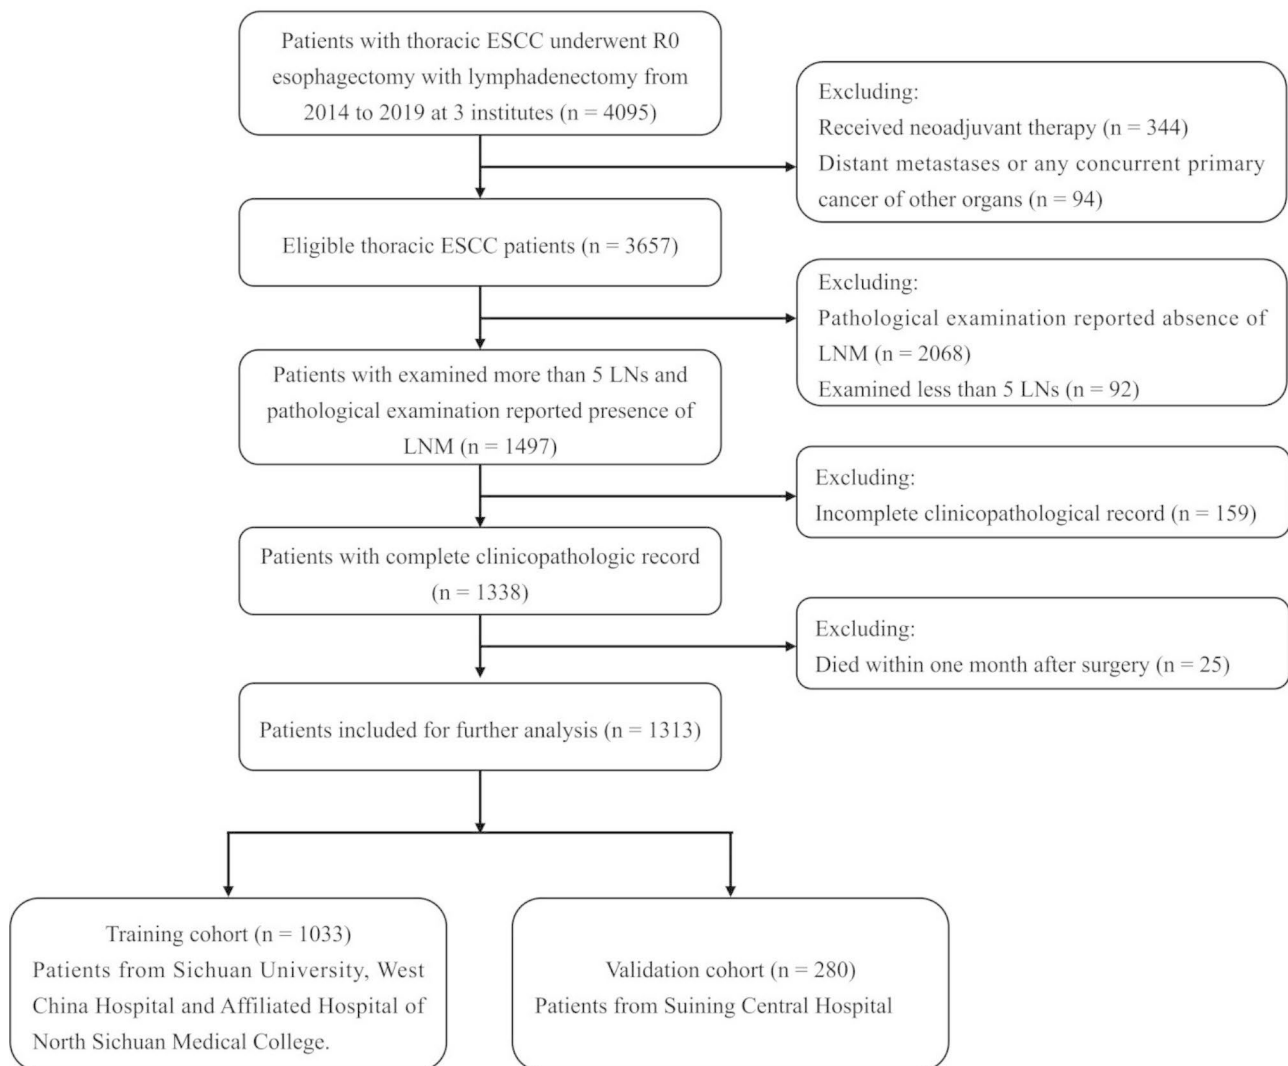 Patients with thoracic ESCC underwent R0
esophagectomy with lymphadenectomy from
2014 to 2019 at 3 institutes (n = 4095)
Excluding:
Received neoadjuvant therapy (n = 344)
Distant metastases or any concurrent primary
cancer of other organs (n = 94)
Eligible thoracic ESCC patients (n = 3657)
Excluding:
Pathological examination reported absence of
LNM (n = 2068)
Examined less than 5 LNs (n = 92)
Patients with examined more than 5 LNs and
pathological examination reported presence of
LNM (n = 1497)
Excluding:
Incomplete clinicopathological record (n = 159)
Patients with complete clinicopathologic record
(n = 1338)
Excluding:
Died within one month after surgery (n = 25)
Patients included for further analysis (n = 1313)
Training cohort (n = 1033)
Patients from Sichuan University, West
China Hospital and Affiliated Hospital of
North Sichuan Medical College.
Validation cohort (n = 280)
Patients from Suining Central Hospital